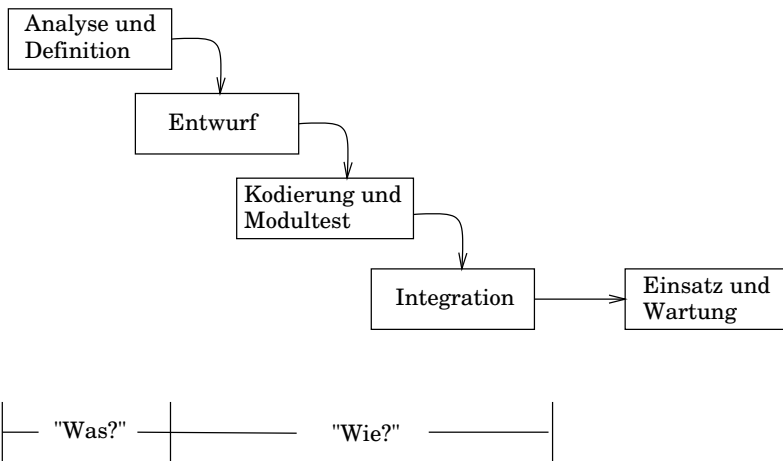 Analyse und
Definition
Entwurf
Kodierung und
Modultest
Integration
Einsatz und
Wartung
"Was?"
"Wie?"